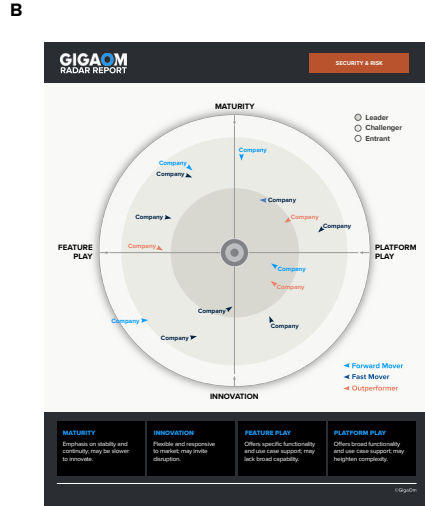 B
GIGAOM
RADAR REPORT
SECURITY & RISK
MATURITY
Leader
Challenger
Entrant
Company
Company
Company
Company
Company
Company
Company
Company
FEATURE
PLAY
PLATFORM
PLAY
Company
Company
Company
Company
Company
Company
Company
INNOVATION
Forward Mover
Fast Mover
Outperformer
MATURITY
Emphasis on stability and
continuity; may be slower
to innovate.
INNOVATION
Flexible and responsive
to market; may invite
disruption.
FEATURE PLAY
Offers specific functionality
and use case support; may
lack broad capability.
PLATFORM PLAY
Offers broad functionality
and use case support; may
heighten complexity.
©GigaOm